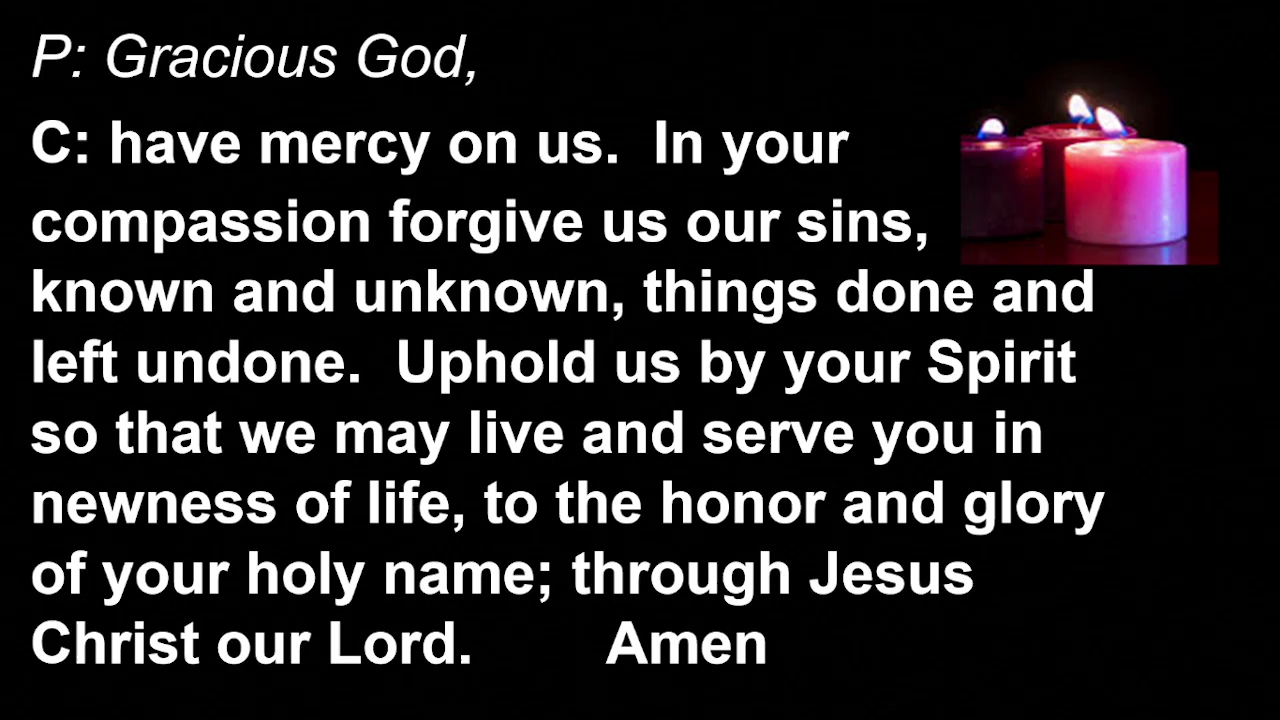 P: Gracious God,
C: have mercy on us.  In your
compassion forgive us our sins,
known and unknown, things done and
left undone.  Uphold us by your Spirit
so that we may live and serve you in
newness of life, to the honor and glory
of your holy name; through Jesus
Christ our Lord.        Amen